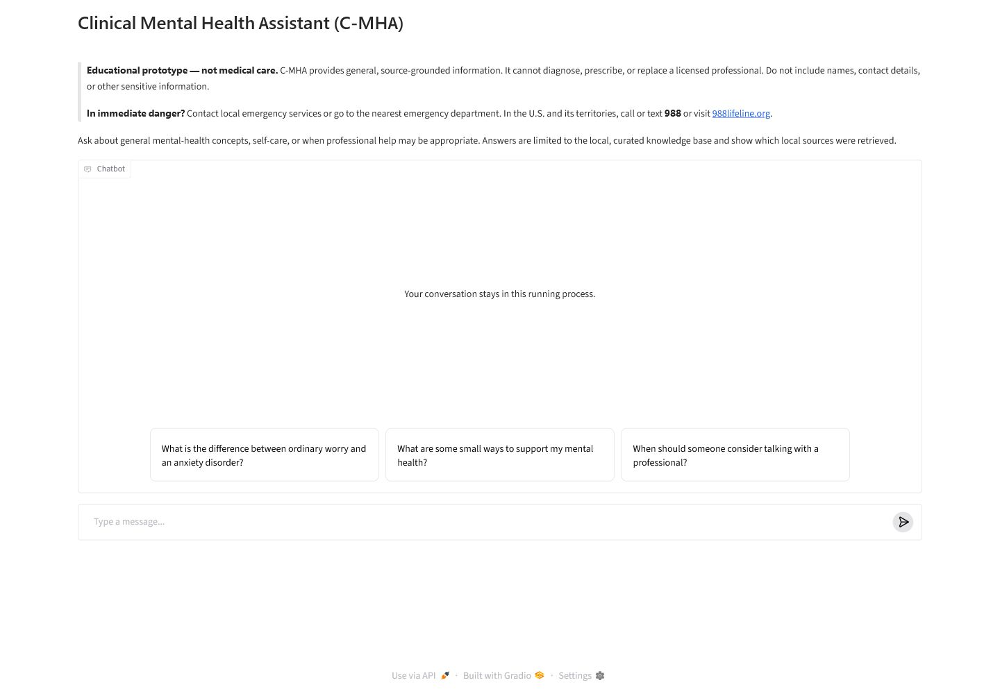 Clinical Mental Health Assistant (C-MHA)
Educational prototype — not medical care. C-MHA provides general, source-grounded information. It cannot diagnose, prescribe, or replace a licensed professional. Do not include names, contact details,
or other sensitive information.
In immediate danger? Contact local emergency services or go to the nearest emergency department. In the U.S. and its territories, call or text 988 or visit 988lifeline.org.
Ask about general mental-health concepts, self-care, or when professional help may be appropriate. Answers are limited to the local, curated knowledge base and show which local sources were retrieved.
Chatbot
Your conversation stays in this running process.
What is the difference between ordinary worry and
an anxiety disorder?
What are some small ways to support my mental
health?
When should someone consider talking with a
professional?
Type a message...
Use via API · Built with Gradio · Settings